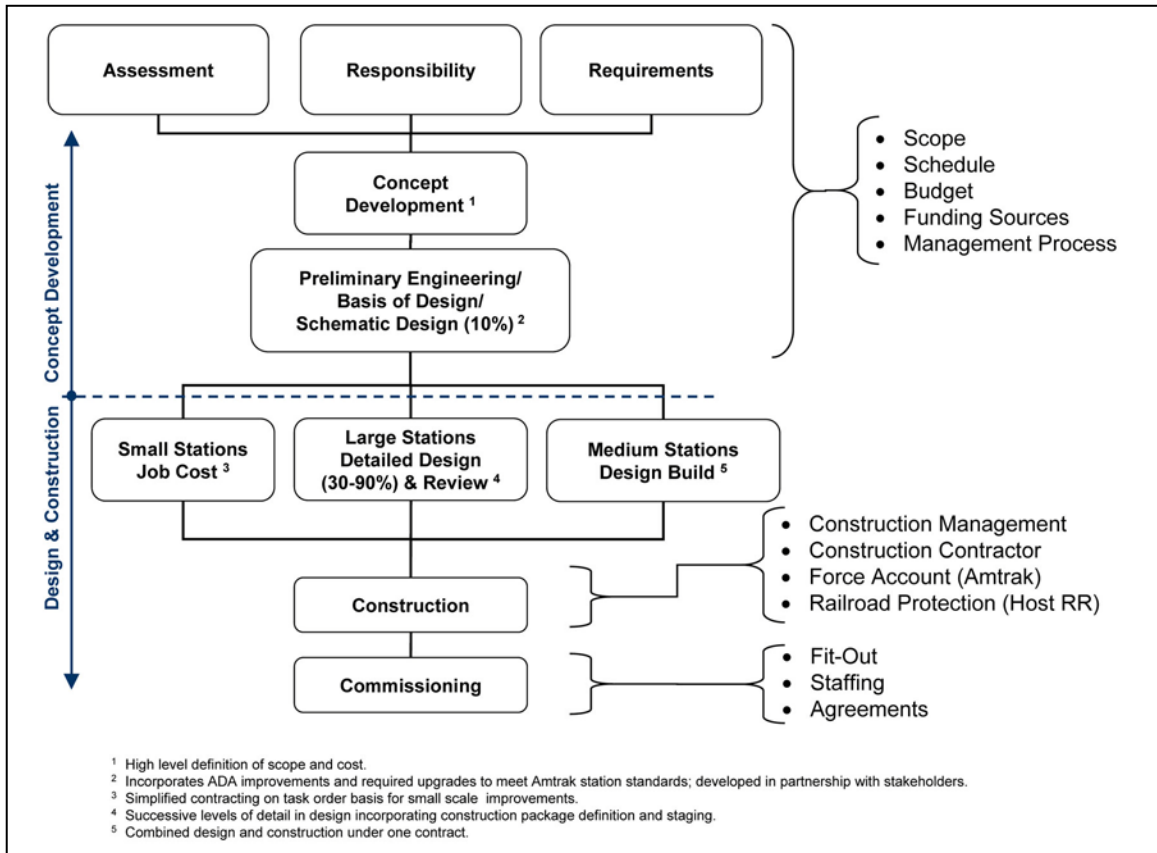 Assessment
Responsibility
Requirements
• Scope
• Schedule
• Budget
• Funding Sources
• Management Process
Concept Development
Concept
Development ¹
Preliminary Engineering/
Basis of Design/
Schematic Design (10%) ²
Design & Construction
Small Stations
Job Cost ³
Large Stations
Detailed Design
(30-90%) & Review ⁴
Medium Stations
Design Build ⁵
Construction
• Construction Management
• Construction Contractor
• Force Account (Amtrak)
• Railroad Protection (Host RR)
Commissioning
• Fit-Out
• Staffing
• Agreements
¹ High level definition of scope and cost.
² Incorporates ADA improvements and required upgrades to meet Amtrak station standards; developed in partnership with stakeholders.
³ Simplified contracting on task order basis for small scale improvements.
⁴ Successive levels of detail in design incorporating construction package definition and staging.
⁵ Combined design and construction under one contract.